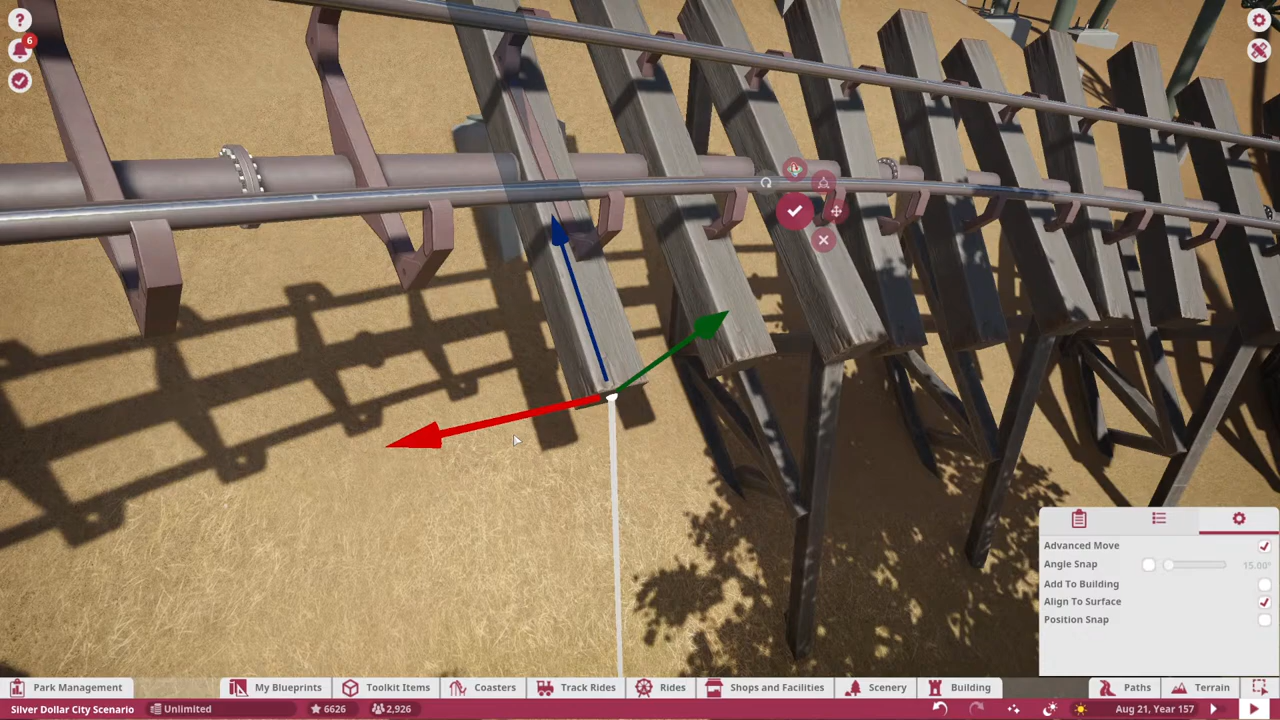 ?
6
Advanced Move
Angle Snap 15.00°
Add To Building
Align To Surface
Position Snap
Park Management My Blueprints Toolkit Items Coasters Track Rides Rides Shops and Facilities Scenery Building Paths Terrain
Silver Dollar City Scenario Unlimited 6626 2,926 Aug 21, Year 157